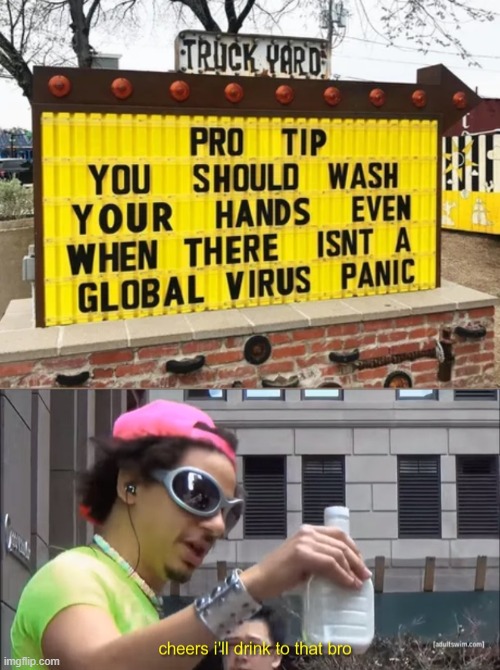 TRUCK YARD
PRO TIP
YOU SHOULD WASH
YOUR HANDS EVEN
WHEN THERE ISNT A
GLOBAL VIRUS PANIC
cheers i'll drink to that bro
[adultswim.com]
imgflip.com